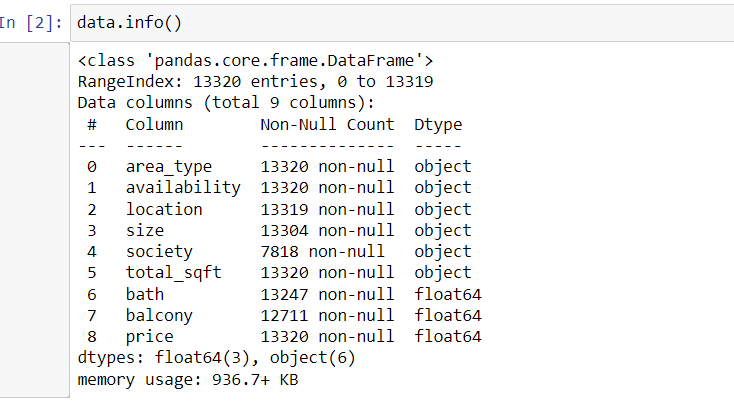 In [2]: data.info()
<class 'pandas.core.frame.DataFrame'>
RangeIndex: 13320 entries, 0 to 13319
Data columns (total 9 columns):
 #   Column        Non-Null Count  Dtype
---  ------        --------------  -----
 0   area_type     13320 non-null  object
 1   availability  13320 non-null  object
 2   location      13319 non-null  object
 3   size          13304 non-null  object
 4   society       7818 non-null   object
 5   total_sqft    13320 non-null  object
 6   bath          13247 non-null  float64
 7   balcony       12711 non-null  float64
 8   price         13320 non-null  float64
dtypes: float64(3), object(6)
memory usage: 936.7+ KB